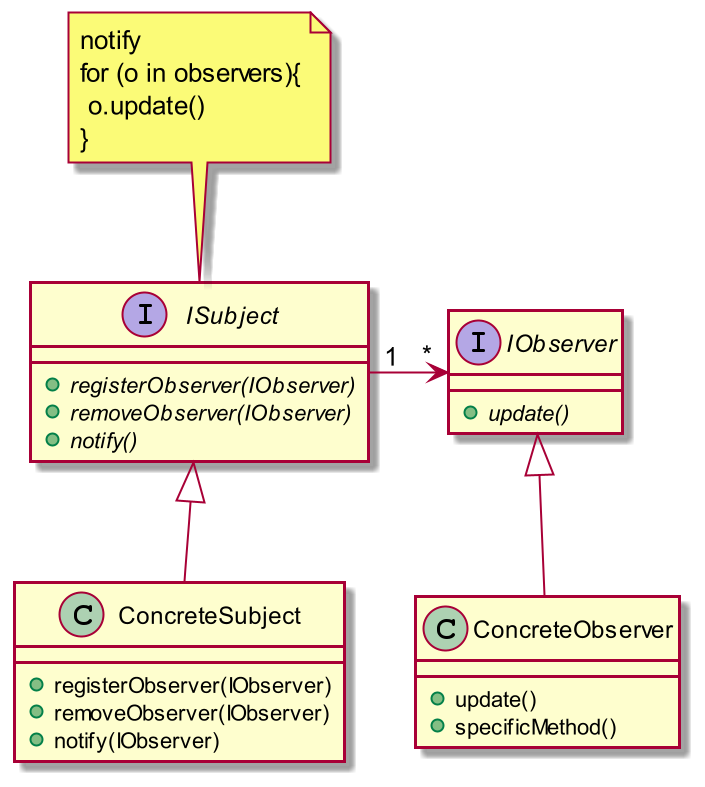 notify
for (o in observers){
o.update()
}
I ISubject
registerObserver(IObserver)
removeObserver(IObserver)
notify()
1 *
I IObserver
update()
C ConcreteSubject
registerObserver(IObserver)
removeObserver(IObserver)
notify(IObserver)
C ConcreteObserver
update()
specificMethod()